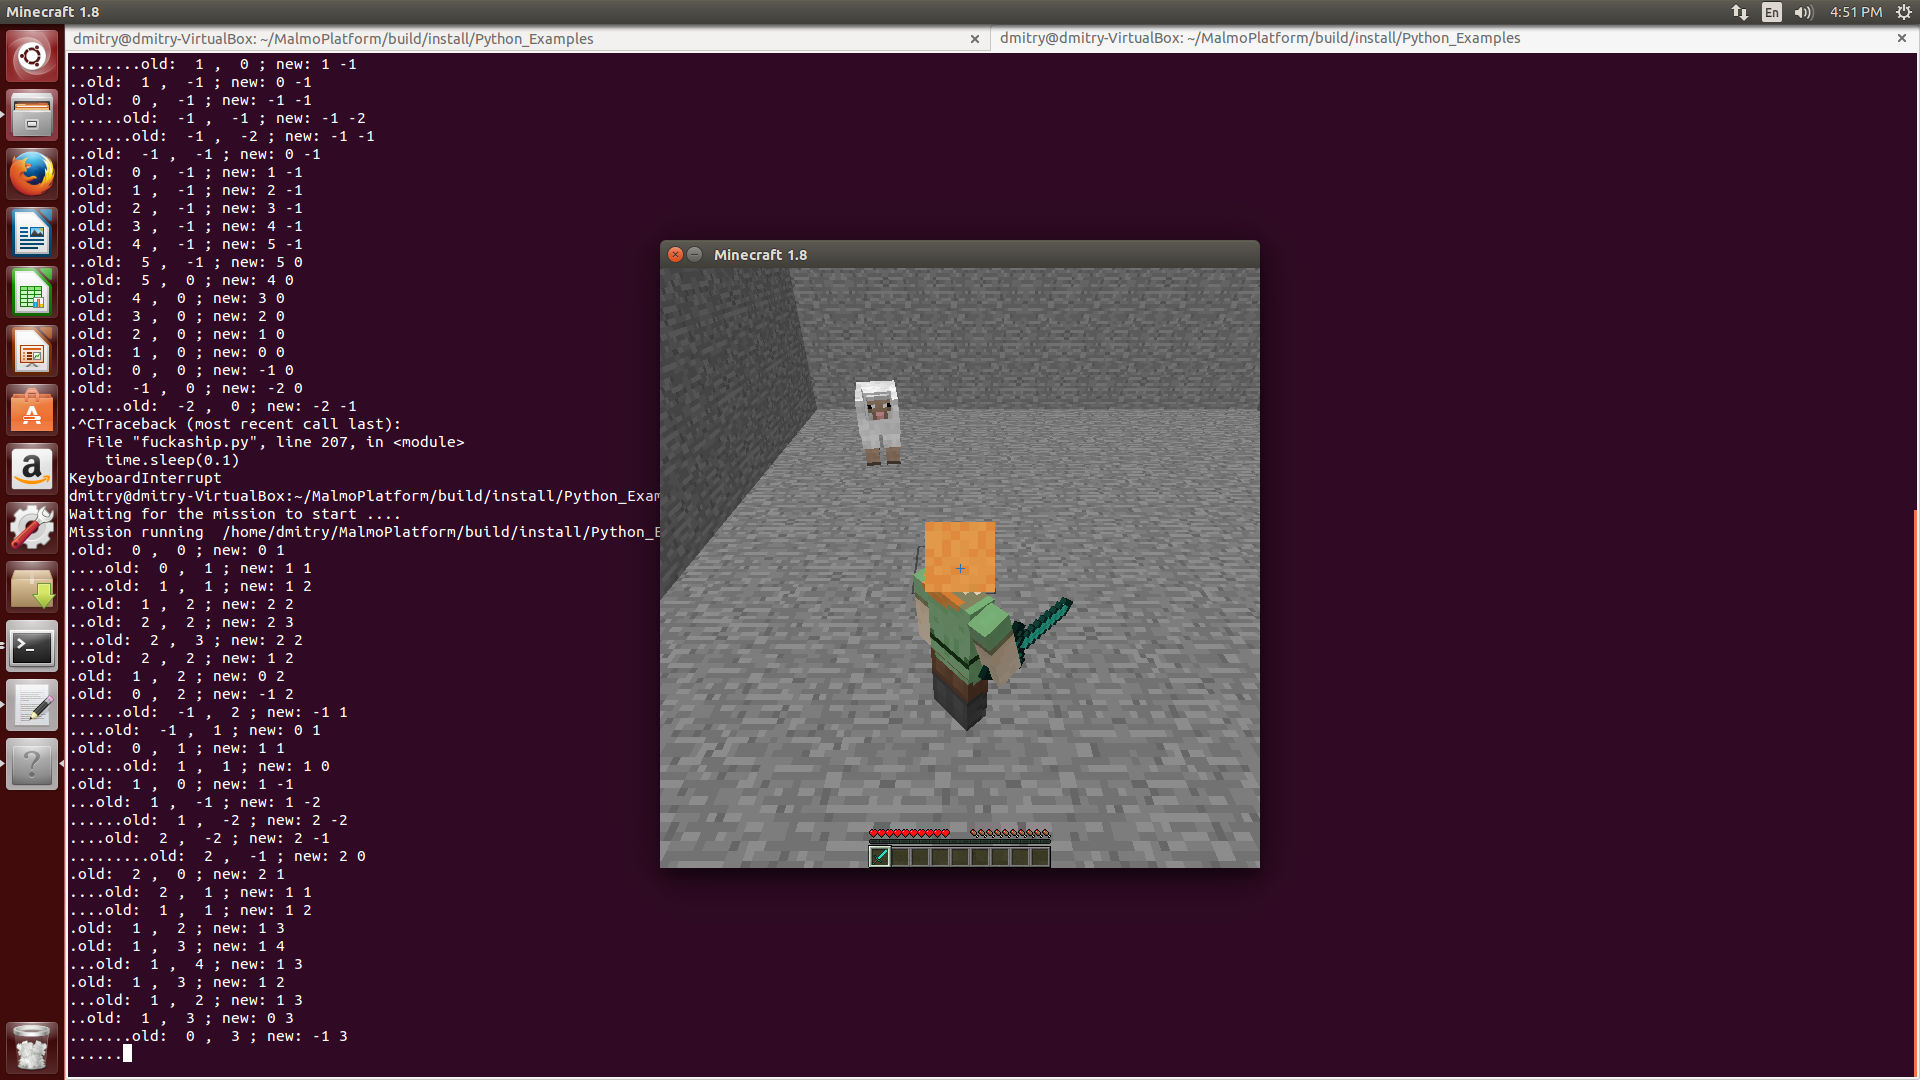 Minecraft 1.8
En
4:51 PM
dmitry@dmitry-VirtualBox: ~/MalmoPlatform/build/install/Python_Examples
dmitry@dmitry-VirtualBox: ~/MalmoPlatform/build/install/Python_Examples
........old:  1 ,  0 ; new: 1 -1
..old:  1 ,  -1 ; new: 0 -1
.old:  0 ,  -1 ; new: -1 -1
......old:  -1 ,  -1 ; new: -1 -2
.......old:  -1 ,  -2 ; new: -1 -1
..old:  -1 ,  -1 ; new: 0 -1
.old:  0 ,  -1 ; new: 1 -1
.old:  1 ,  -1 ; new: 2 -1
.old:  2 ,  -1 ; new: 3 -1
.old:  3 ,  -1 ; new: 4 -1
.old:  4 ,  -1 ; new: 5 -1
..old:  5 ,  -1 ; new: 5 0
..old:  5 ,  0 ; new: 4 0
.old:  4 ,  0 ; new: 3 0
.old:  3 ,  0 ; new: 2 0
.old:  2 ,  0 ; new: 1 0
.old:  1 ,  0 ; new: 0 0
.old:  0 ,  0 ; new: -1 0
.old:  -1 ,  0 ; new: -2 0
......old:  -2 ,  0 ; new: -2 -1
.^CTraceback (most recent call last):
  File "fuckaship.py", line 207, in <module>
    time.sleep(0.1)
KeyboardInterrupt
dmitry@dmitry-VirtualBox:~/MalmoPlatform/build/install/Python_Exam
Waiting for the mission to start ....
Mission running  /home/dmitry/MalmoPlatform/build/install/Python_E
.old:  0 ,  0 ; new: 0 1
....old:  0 ,  1 ; new: 1 1
....old:  1 ,  1 ; new: 1 2
..old:  1 ,  2 ; new: 2 2
..old:  2 ,  2 ; new: 2 3
...old:  2 ,  3 ; new: 2 2
..old:  2 ,  2 ; new: 1 2
.old:  1 ,  2 ; new: 0 2
.old:  0 ,  2 ; new: -1 2
......old:  -1 ,  2 ; new: -1 1
....old:  -1 ,  1 ; new: 0 1
.old:  0 ,  1 ; new: 1 1
......old:  1 ,  1 ; new: 1 0
.old:  1 ,  0 ; new: 1 -1
...old:  1 ,  -1 ; new: 1 -2
......old:  1 ,  -2 ; new: 2 -2
....old:  2 ,  -2 ; new: 2 -1
.........old:  2 ,  -1 ; new: 2 0
.old:  2 ,  0 ; new: 2 1
....old:  2 ,  1 ; new: 1 1
....old:  1 ,  1 ; new: 1 2
.old:  1 ,  2 ; new: 1 3
.old:  1 ,  3 ; new: 1 4
...old:  1 ,  4 ; new: 1 3
.old:  1 ,  3 ; new: 1 2
...old:  1 ,  2 ; new: 1 3
..old:  1 ,  3 ; new: 0 3
.......old:  0 ,  3 ; new: -1 3
......
Minecraft 1.8